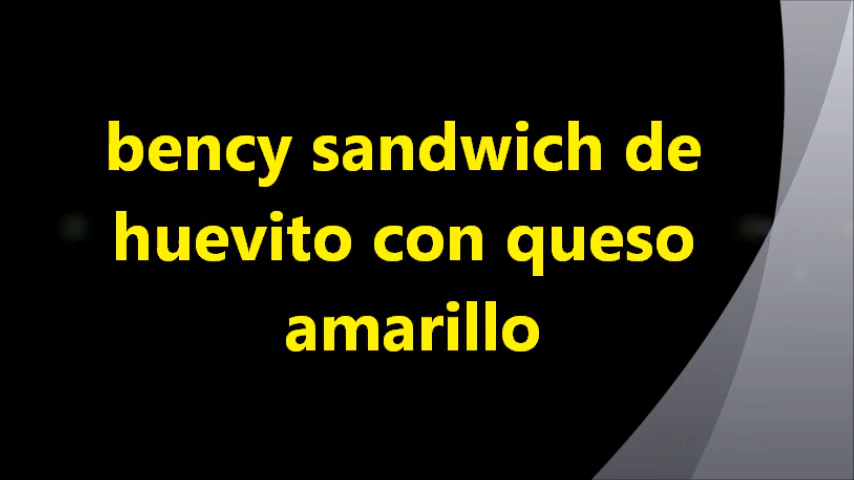 bency sandwich de
huevito con queso
amarillo